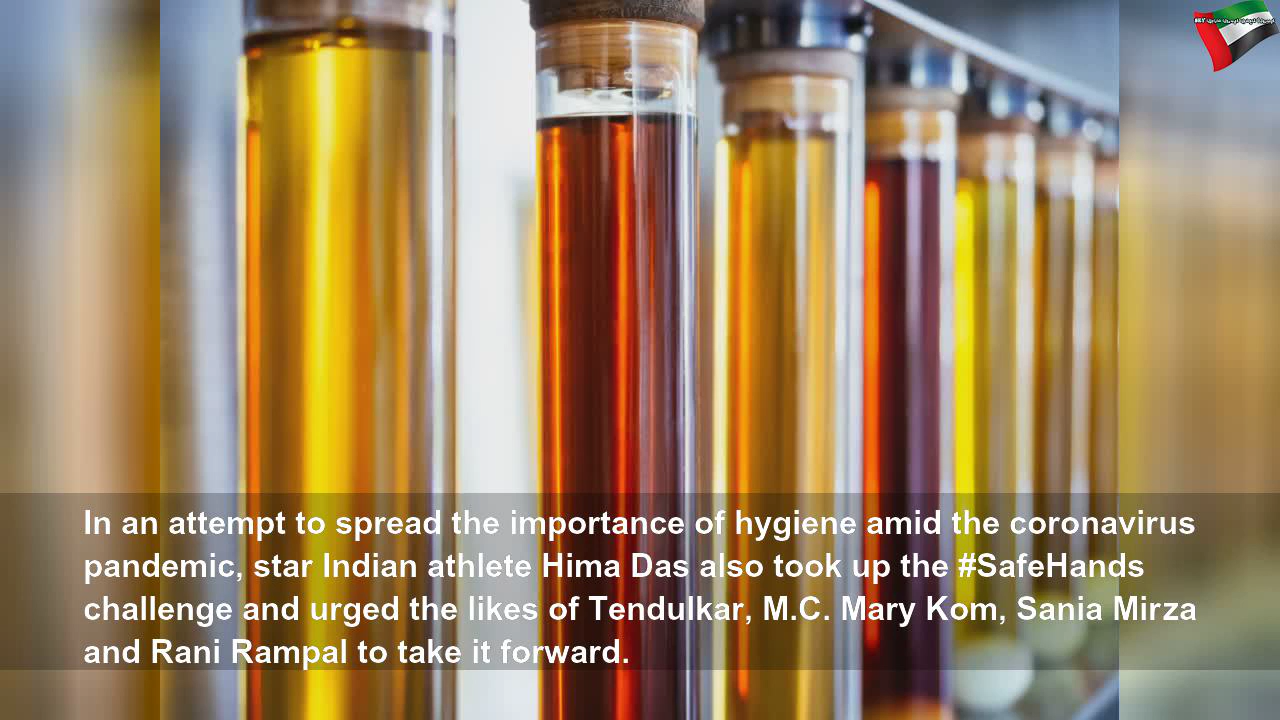 In an attempt to spread the importance of hygiene amid the coronavirus
pandemic, star Indian athlete Hima Das also took up the #SafeHands
challenge and urged the likes of Tendulkar, M.C. Mary Kom, Sania Mirza
and Rani Rampal to take it forward.